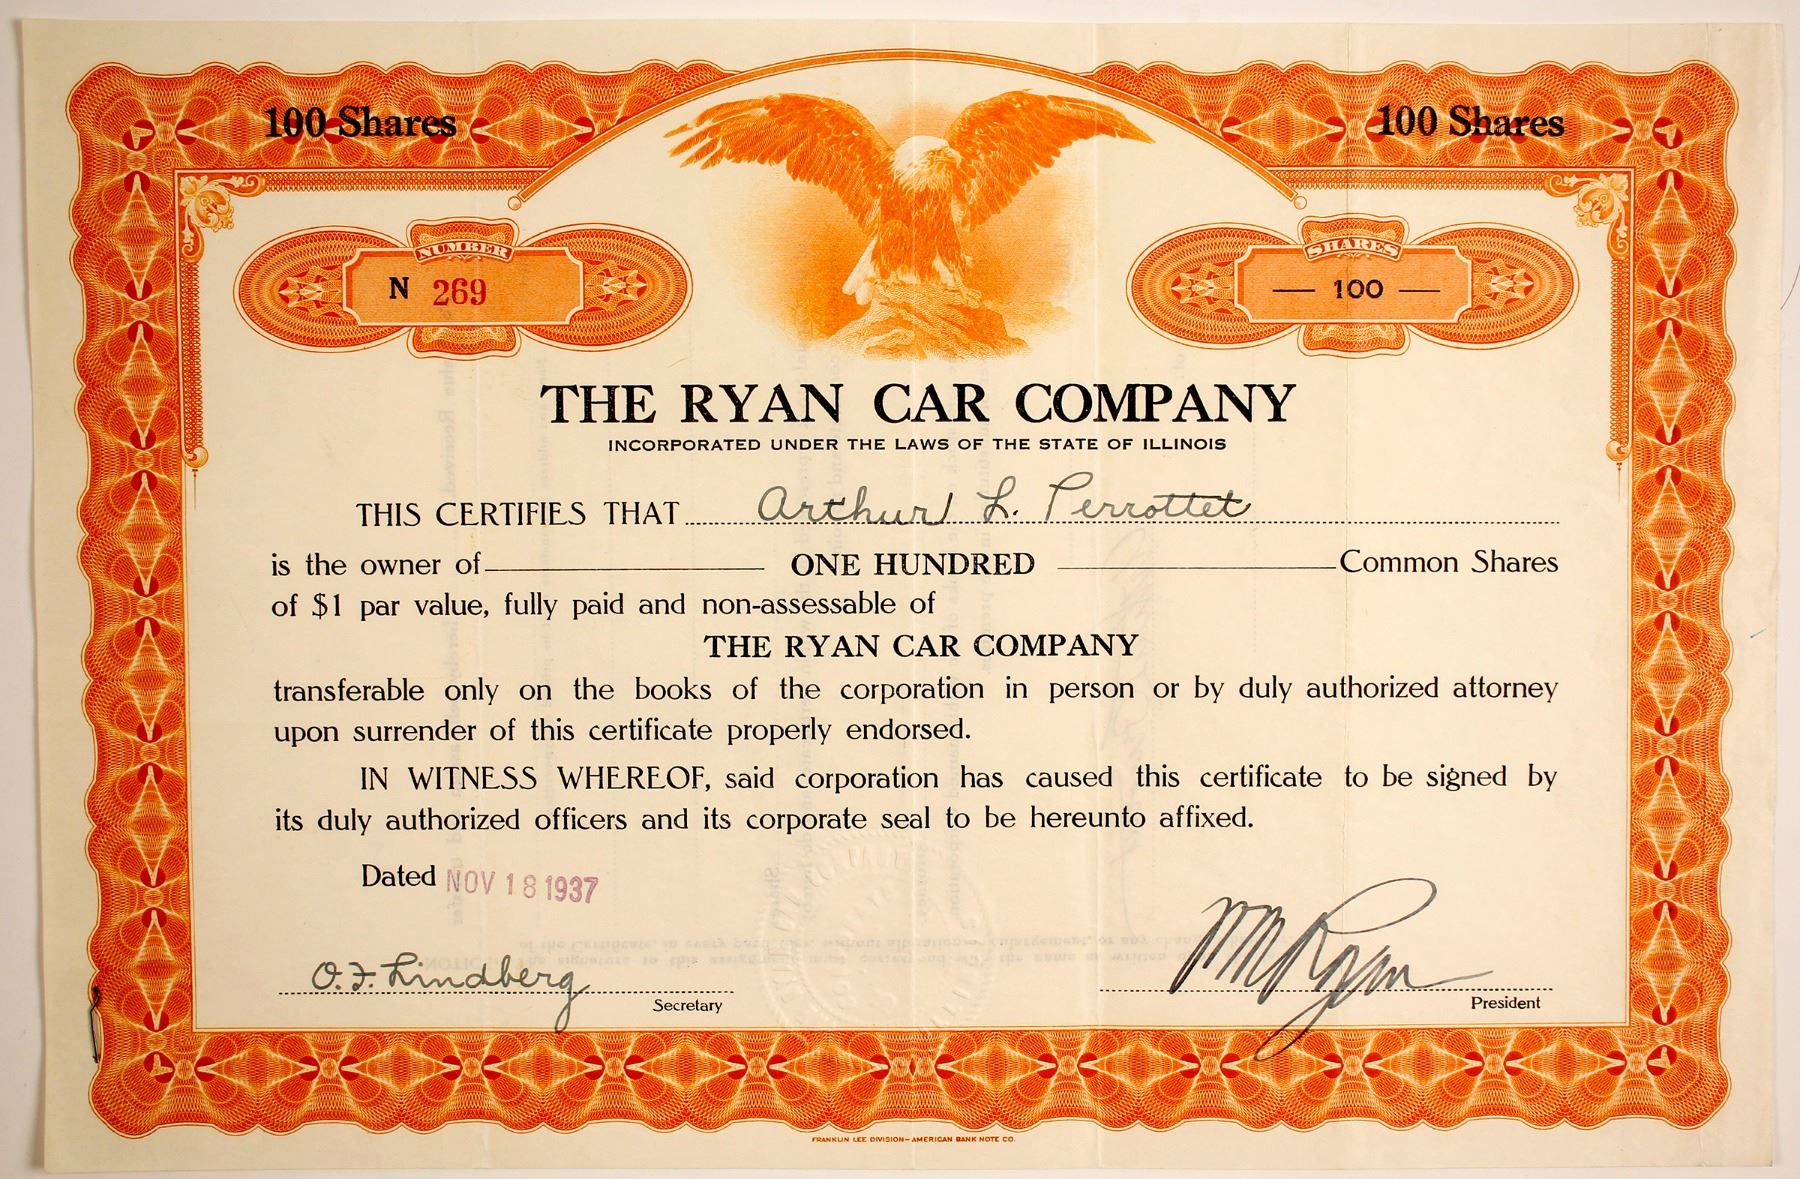 100 Shares 100 Shares
NUMBER SHARES
N 269 — 100 —
THE RYAN CAR COMPANY
INCORPORATED UNDER THE LAWS OF THE STATE OF ILLINOIS
THIS CERTIFIES THAT Arthur L. Perrottet
is the owner of ONE HUNDRED Common Shares
of $1 par value, fully paid and non-assessable of
THE RYAN CAR COMPANY
transferable only on the books of the corporation in person or by duly authorized attorney
upon surrender of this certificate properly endorsed.
IN WITNESS WHEREOF, said corporation has caused this certificate to be signed by
its duly authorized officers and its corporate seal to be hereunto affixed.
Dated NOV 18 1937
O. F. Lindberg WM Ryan
Secretary President
FRANKLIN LEE DIVISION — AMERICAN BANK NOTE CO.